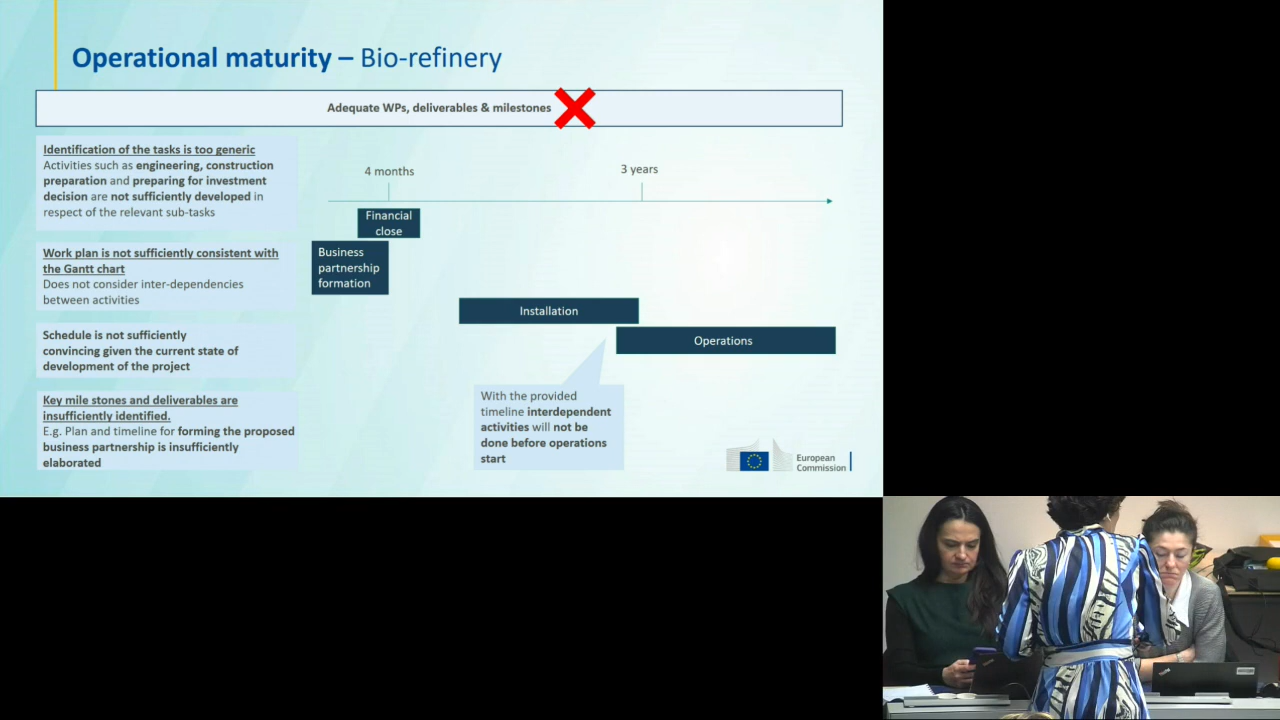 Operational maturity – Bio-refinery
Adequate WPs, deliverables & milestones
Identification of the tasks is too generic
Activities such as engineering, construction
preparation and preparing for investment
decision are not sufficiently developed in
respect of the relevant sub-tasks
Work plan is not sufficiently consistent with
the Gantt chart
Does not consider inter-dependencies
between activities
Schedule is not sufficiently
convincing given the current state of
development of the project
Key mile stones and deliverables are
insufficiently identified.
E.g. Plan and timeline for forming the proposed
business partnership is insufficiently
elaborated
4 months
3 years
Financial
close
Business
partnership
formation
Installation
Operations
With the provided
timeline interdependent
activities will not be
done before operations
start
European
Commission